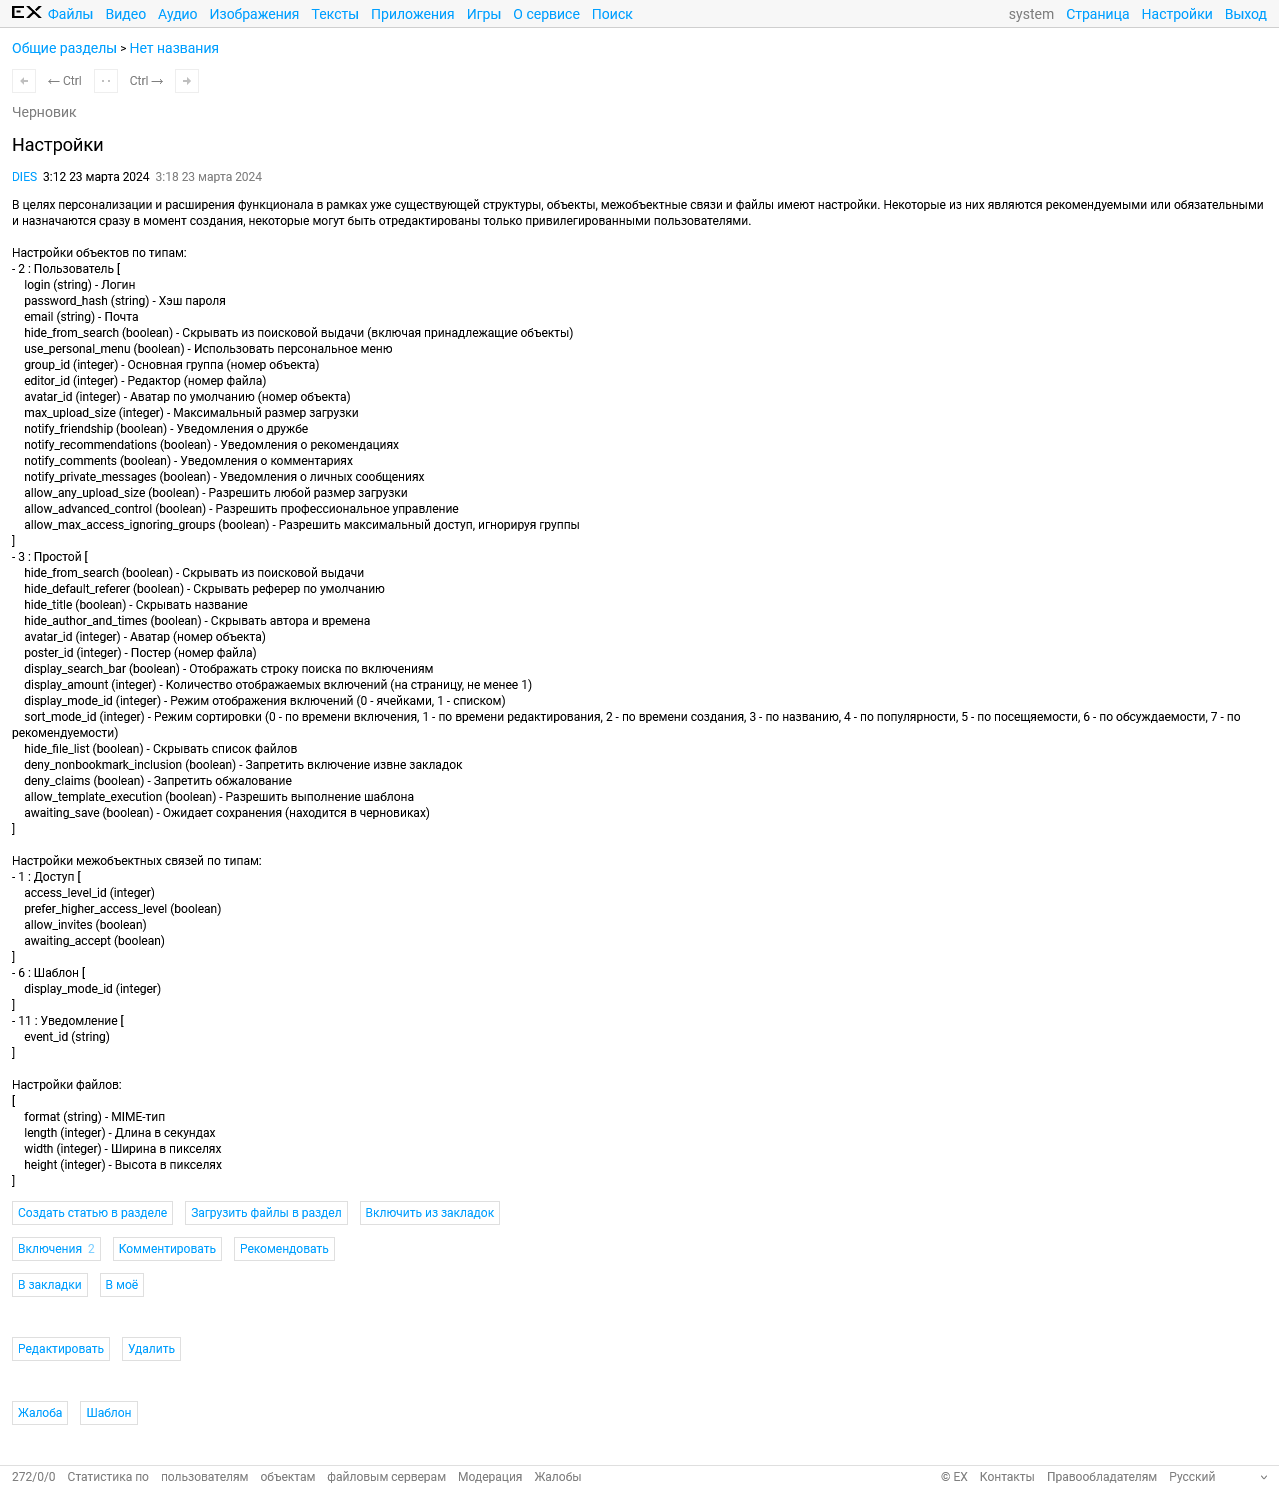 EX Файлы Видео Аудио Изображения Тексты Приложения Игры О сервисе Поиск system Страница Настройки Выход
Общие разделы > Нет названия
← ← Ctrl .. Ctrl → →
Черновик
Настройки
DIES 3:12 23 марта 2024 3:18 23 марта 2024
В целях персонализации и расширения функционала в рамках уже существующей структуры, объекты, межобъектные связи и файлы имеют настройки. Некоторые из них являются рекомендуемыми или обязательными
и назначаются сразу в момент создания, некоторые могут быть отредактированы только привилегированными пользователями.
Настройки объектов по типам:
- 2 : Пользователь [
login (string) - Логин
password_hash (string) - Хэш пароля
email (string) - Почта
hide_from_search (boolean) - Скрывать из поисковой выдачи (включая принадлежащие объекты)
use_personal_menu (boolean) - Использовать персональное меню
group_id (integer) - Основная группа (номер объекта)
editor_id (integer) - Редактор (номер файла)
avatar_id (integer) - Аватар по умолчанию (номер объекта)
max_upload_size (integer) - Максимальный размер загрузки
notify_friendship (boolean) - Уведомления о дружбе
notify_recommendations (boolean) - Уведомления о рекомендациях
notify_comments (boolean) - Уведомления о комментариях
notify_private_messages (boolean) - Уведомления о личных сообщениях
allow_any_upload_size (boolean) - Разрешить любой размер загрузки
allow_advanced_control (boolean) - Разрешить профессиональное управление
allow_max_access_ignoring_groups (boolean) - Разрешить максимальный доступ, игнорируя группы
]
- 3 : Простой [
hide_from_search (boolean) - Скрывать из поисковой выдачи
hide_default_referer (boolean) - Скрывать реферер по умолчанию
hide_title (boolean) - Скрывать название
hide_author_and_times (boolean) - Скрывать автора и времена
avatar_id (integer) - Аватар (номер объекта)
poster_id (integer) - Постер (номер файла)
display_search_bar (boolean) - Отображать строку поиска по включениям
display_amount (integer) - Количество отображаемых включений (на страницу, не менее 1)
display_mode_id (integer) - Режим отображения включений (0 - ячейками, 1 - списком)
sort_mode_id (integer) - Режим сортировки (0 - по времени включения, 1 - по времени редактирования, 2 - по времени создания, 3 - по названию, 4 - по популярности, 5 - по посещяемости, 6 - по обсуждаемости, 7 - по
рекомендуемости)
hide_file_list (boolean) - Скрывать список файлов
deny_nonbookmark_inclusion (boolean) - Запретить включение извне закладок
deny_claims (boolean) - Запретить обжалование
allow_template_execution (boolean) - Разрешить выполнение шаблона
awaiting_save (boolean) - Ожидает сохранения (находится в черновиках)
]
Настройки межобъектных связей по типам:
- 1 : Доступ [
access_level_id (integer)
prefer_higher_access_level (boolean)
allow_invites (boolean)
awaiting_accept (boolean)
]
- 6 : Шаблон [
display_mode_id (integer)
]
- 11 : Уведомление [
event_id (string)
]
Настройки файлов:
[
format (string) - MIME-тип
length (integer) - Длина в секундах
width (integer) - Ширина в пикселях
height (integer) - Высота в пикселях
]
Создать статью в разделе Загрузить файлы в раздел Включить из закладок
Включения 2 Комментировать Рекомендовать
В закладки В моё
Редактировать Удалить
Жалоба Шаблон
272/0/0 Статистика по пользователям объектам файловым серверам Модерация Жалобы © EX Контакты Правообладателям Русский